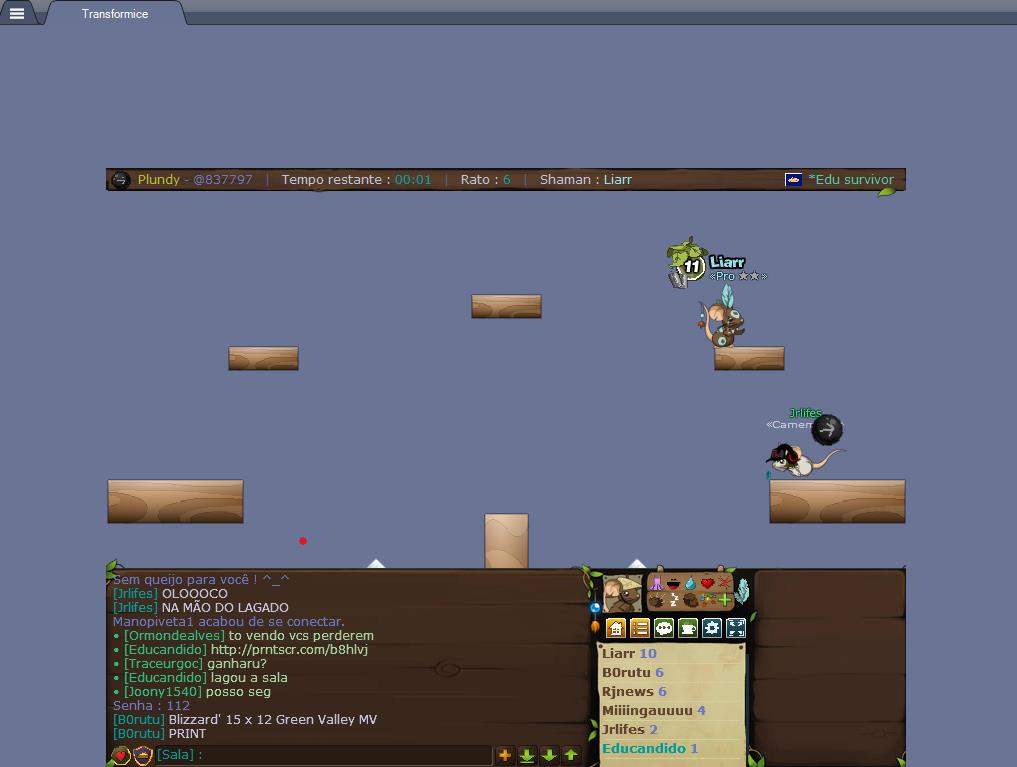 Transformice
Plundy - @837797 | Tempo restante : 00:01 | Rato : 6 | Shaman : Liarr
*Edu survivor
11 Liarr
«Pro ☆☆»
Jrlifes
«Camem
Sem queijo para você ! ^_^
[Jrlifes] OLOOOCO
[Jrlifes] NA MÃO DO LAGADO
Manopiveta1 acabou de se conectar.
• [Ormondealves] to vendo vcs perderem
• [Educandido] http://prntscr.com/b8hlvj
• [Traceurgoc] ganharu?
• [Educandido] lagou a sala
• [Joony1540] posso seg
Senha : 112
[B0rutu] Blizzard' 15 x 12 Green Valley MV
[B0rutu] PRINT
[Sala] :
Liarr 10
B0rutu 6
Rjnews 6
Miiiingauuuu 4
Jrlifes 2
Educandido 1